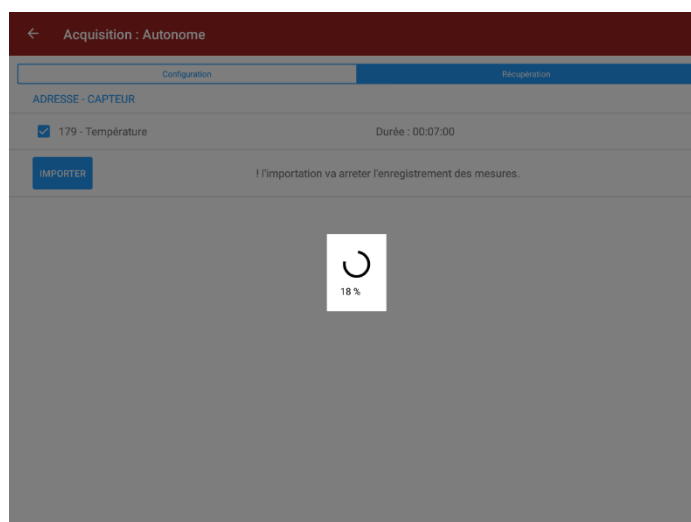 Acquisition : Autonome
Configuration
Récupération
ADRESSE - CAPTEUR
179 - Température
Durée : 00:07:00
IMPORTER
! l'importation va arreter l'enregistrement des mesures.
18 %